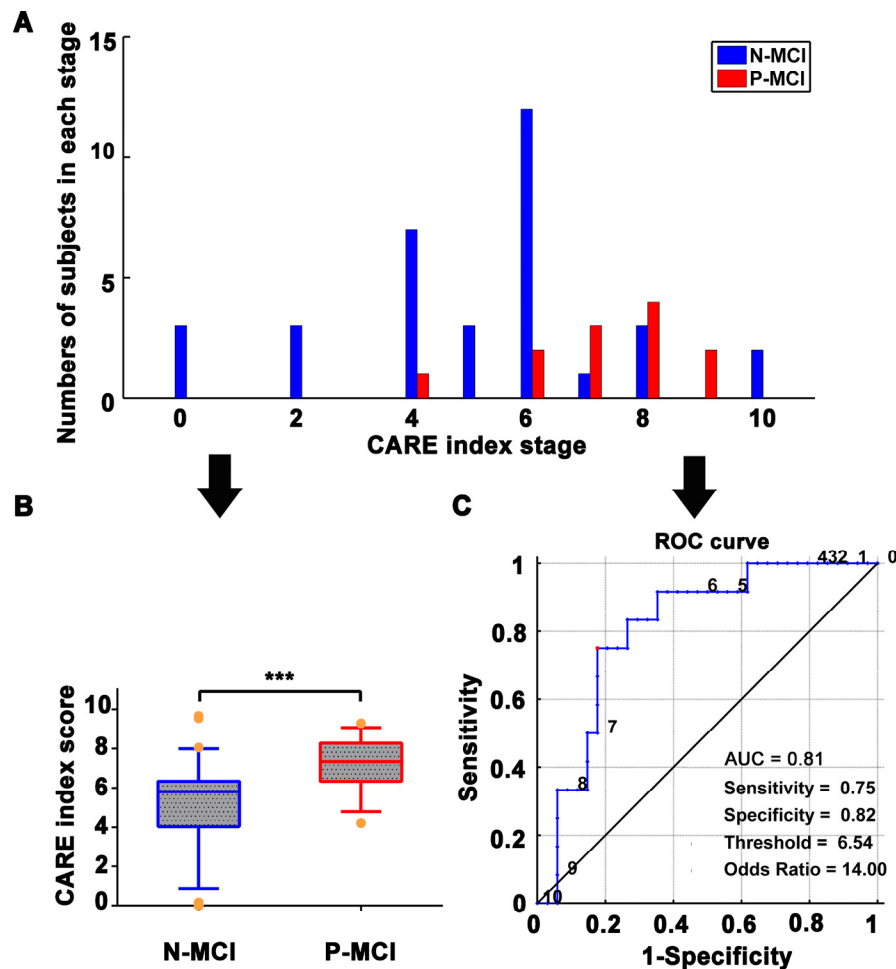 A
15
10
5
0
Numbers of subjects in each stage
N-MCI
P-MCI
0 2 4 6 8 10
CARE index stage
B
***
10
8
6
4
2
0
CARE index score
N-MCI P-MCI
C
ROC curve
1
0.8
0.6
0.4
0.2
0
Sensitivity
432 1 0
6 5
7
8
9
10
AUC = 0.81
Sensitivity = 0.75
Specificity = 0.82
Threshold = 6.54
Odds Ratio = 14.00
0 0.2 0.4 0.6 0.8 1
1-Specificity